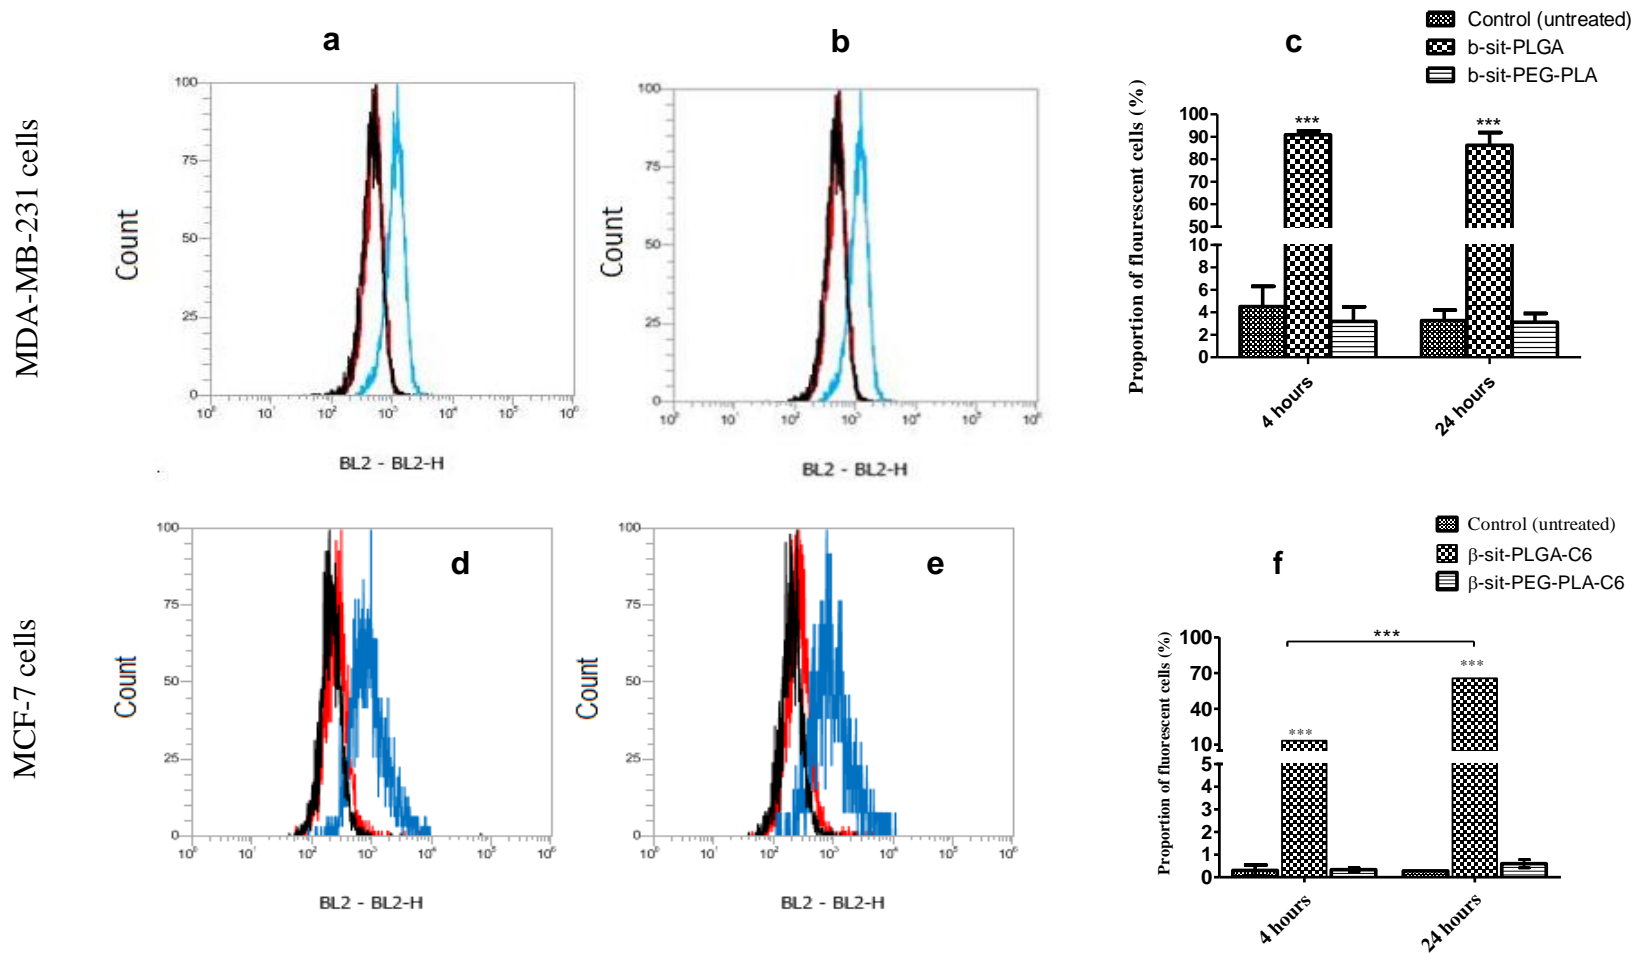 MDA-MB-231 cells
a
100
75
50
25
0
Count
10⁰ 10¹ 10² 10³ 10⁴ 10⁵ 10⁶
BL2 - BL2-H
b
100
75
50
25
0
Count
10⁰ 10¹ 10² 10³ 10⁴ 10⁵ 10⁶
BL2 - BL2-H
c
Control (untreated)
b-sit-PLGA
b-sit-PEG-PLA
Proportion of flourescent cells (%)
100
90
80
70
60
50
10
8
6
4
2
0
*** ***
4 hours
24 hours
MCF-7 cells
d
100
75
50
25
0
Count
10⁰ 10¹ 10² 10³ 10⁴ 10⁵ 10⁶
BL2 - BL2-H
e
100
75
50
25
0
Count
10⁰ 10¹ 10² 10³ 10⁴ 10⁵ 10⁶
BL2 - BL2-H
f
Control (untreated)
β-sit-PLGA-C6
β-sit-PEG-PLA-C6
Proportion of fluorescent cells (%)
100
70
40
10
5
4
3
2
1
0
***
***
***
4 hours
24 hours